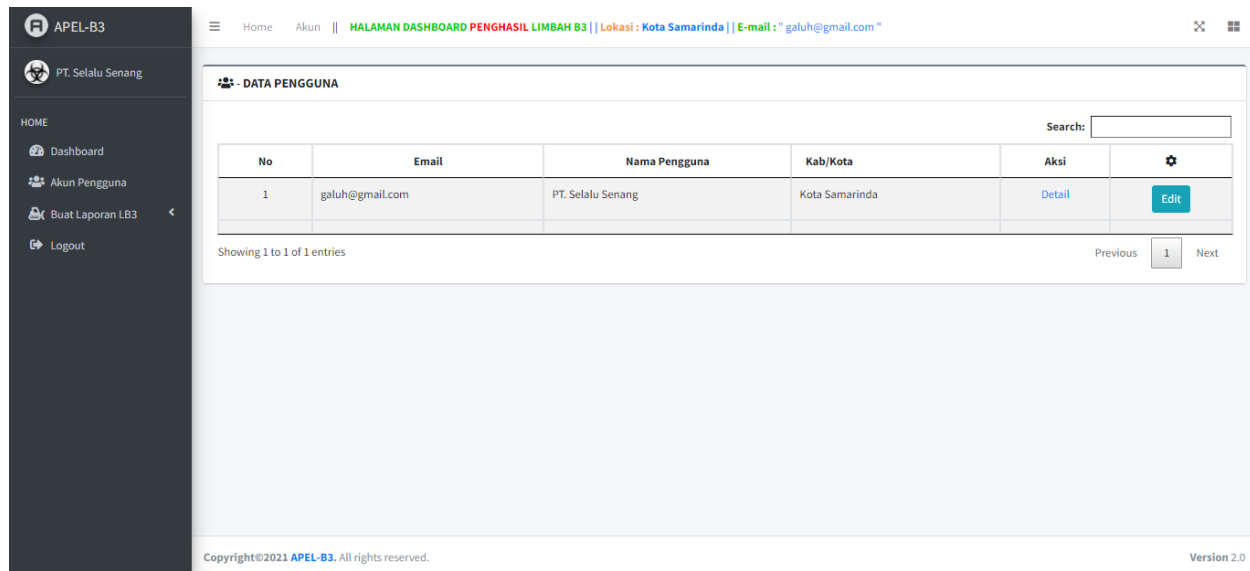 APEL-B3
Home Akun || HALAMAN DASHBOARD PENGHASIL LIMBAH B3 || Lokasi : Kota Samarinda || E-mail : " galuh@gmail.com "
PT. Selalu Senang
- DATA PENGGUNA
HOME
Dashboard
Akun Pengguna
Buat Laporan LB3
Logout
Search:
No Email Nama Pengguna Kab/Kota Aksi
1 galuh@gmail.com PT. Selalu Senang Kota Samarinda Detail Edit
Showing 1 to 1 of 1 entries
Previous 1 Next
Copyright©2021 APEL-B3. All rights reserved.
Version 2.0